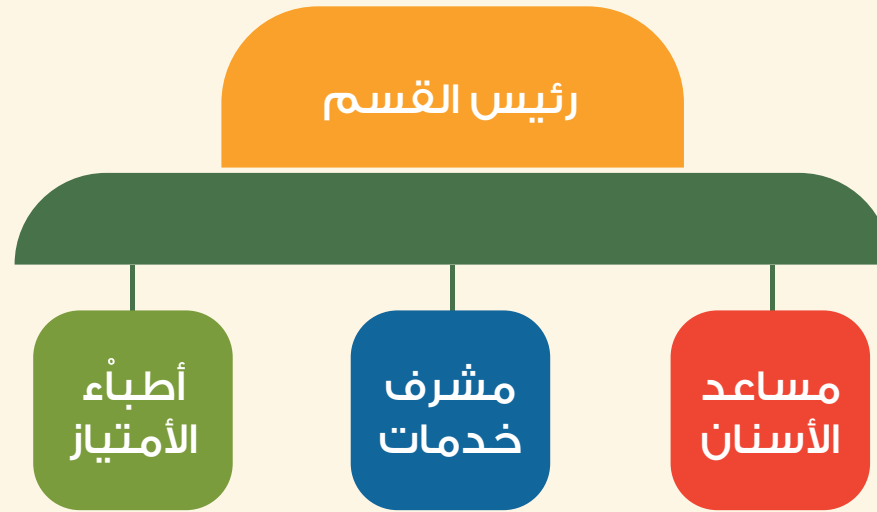 رئيس القسم
مساعد
الأسنان
مشرف
خدمات
أطباْء
الأمتياز